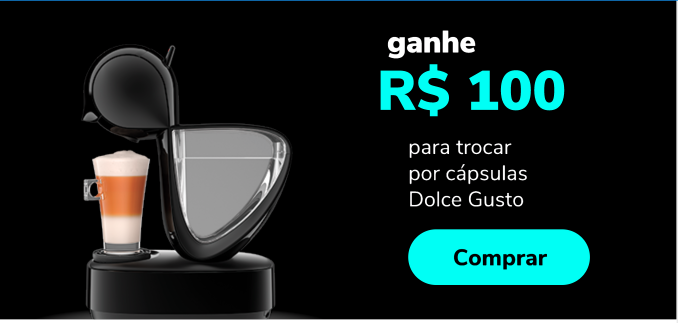 ganhe
R$ 100
para trocar
por cápsulas
Dolce Gusto
Comprar